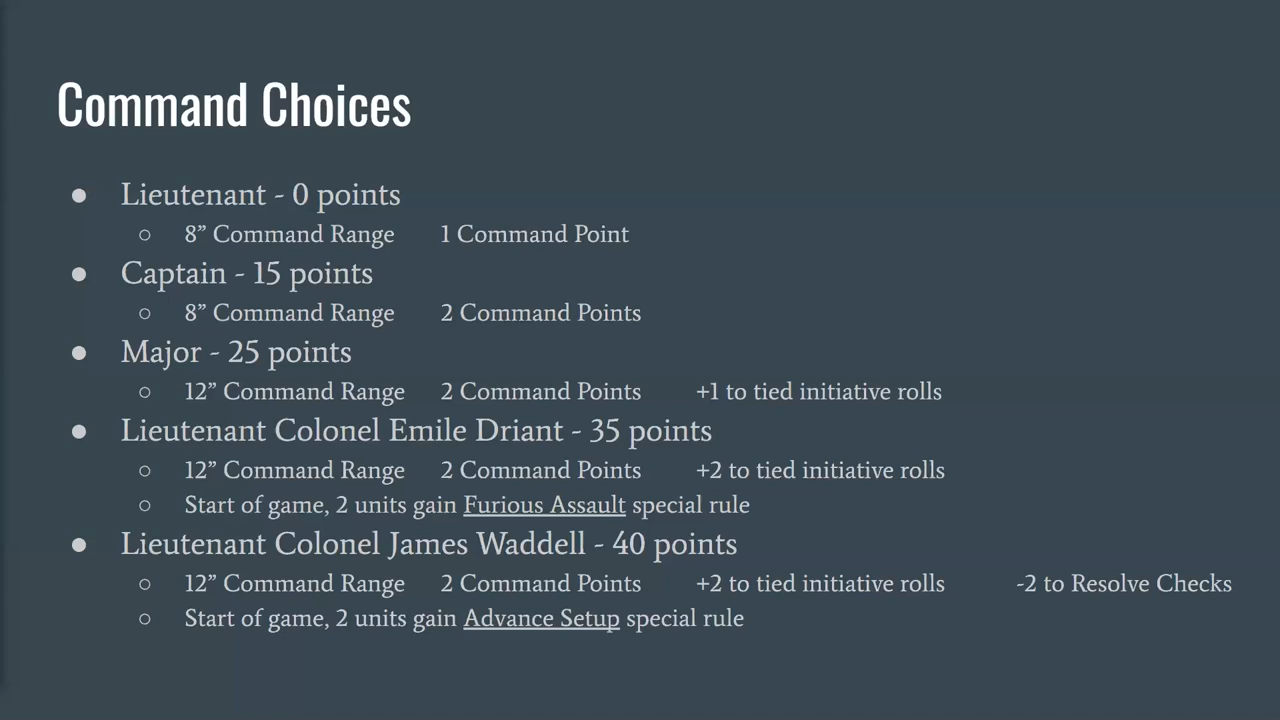 Command Choices
● Lieutenant - 0 points
○ 8” Command Range 1 Command Point
● Captain - 15 points
○ 8” Command Range 2 Command Points
● Major - 25 points
○ 12” Command Range 2 Command Points +1 to tied initiative rolls
● Lieutenant Colonel Emile Driant - 35 points
○ 12” Command Range 2 Command Points +2 to tied initiative rolls
○ Start of game, 2 units gain Furious Assault special rule
● Lieutenant Colonel James Waddell - 40 points
○ 12” Command Range 2 Command Points +2 to tied initiative rolls -2 to Resolve Checks
○ Start of game, 2 units gain Advance Setup special rule